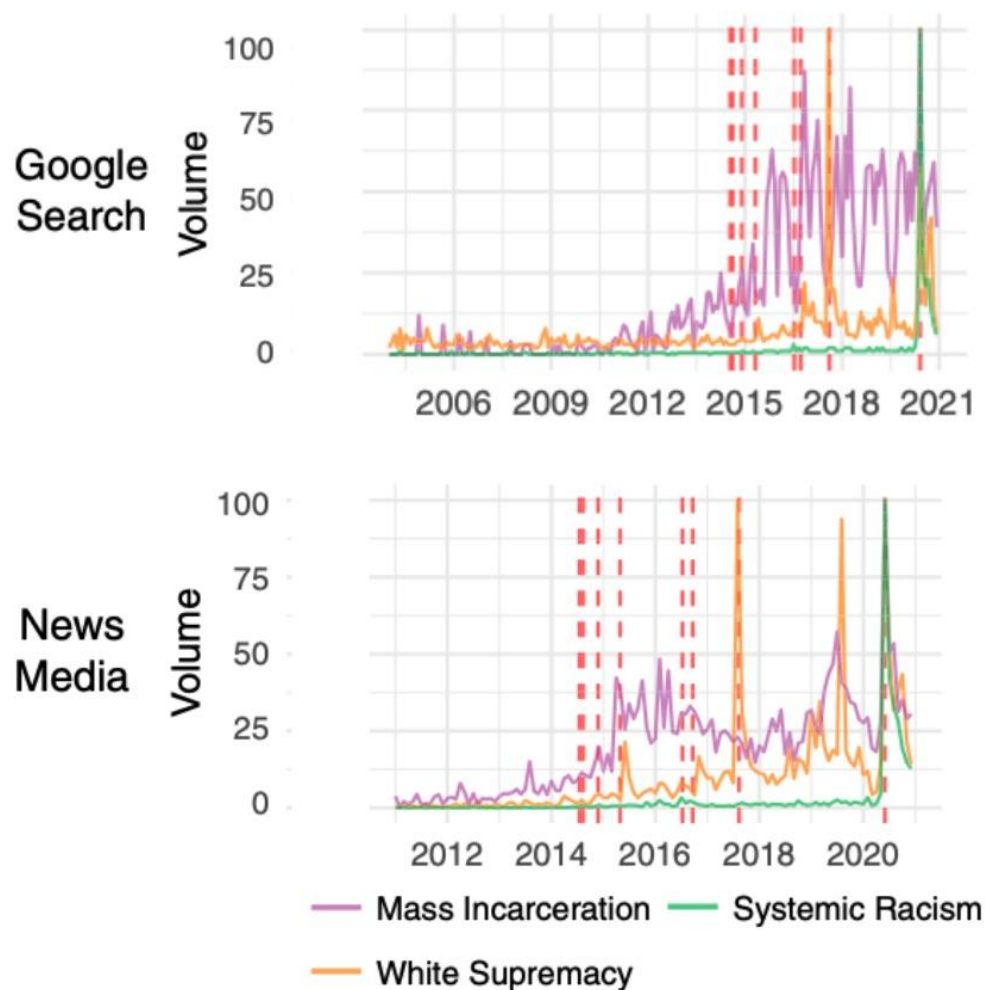 Google
Search
Volume
100
75
50
25
0
2006 2009 2012 2015 2018 2021
News
Media
Volume
100
75
50
25
0
2012 2014 2016 2018 2020
Mass Incarceration Systemic Racism
White Supremacy